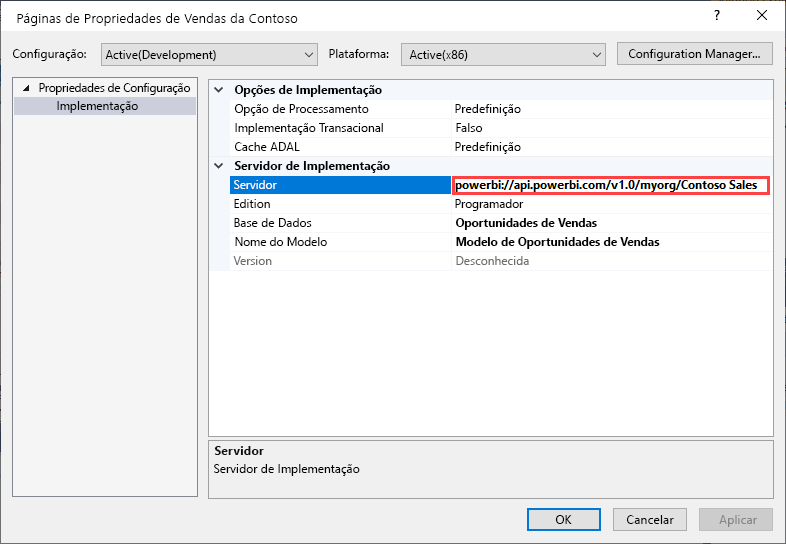 Páginas de Propriedades de Vendas da Contoso
?
Configuração: Active(Development) Plataforma: Active(x86) Configuration Manager...
Propriedades de Configuração
Implementação
Opções de Implementação
Opção de Processamento Predefinição
Implementação Transacional Falso
Cache ADAL Predefinição
Servidor de Implementação
Servidor powerbi://api.powerbi.com/v1.0/myorg/Contoso Sales
Edition Programador
Base de Dados Oportunidades de Vendas
Nome do Modelo Modelo de Oportunidades de Vendas
Version Desconhecida
Servidor
Servidor de Implementação
OK Cancelar Aplicar